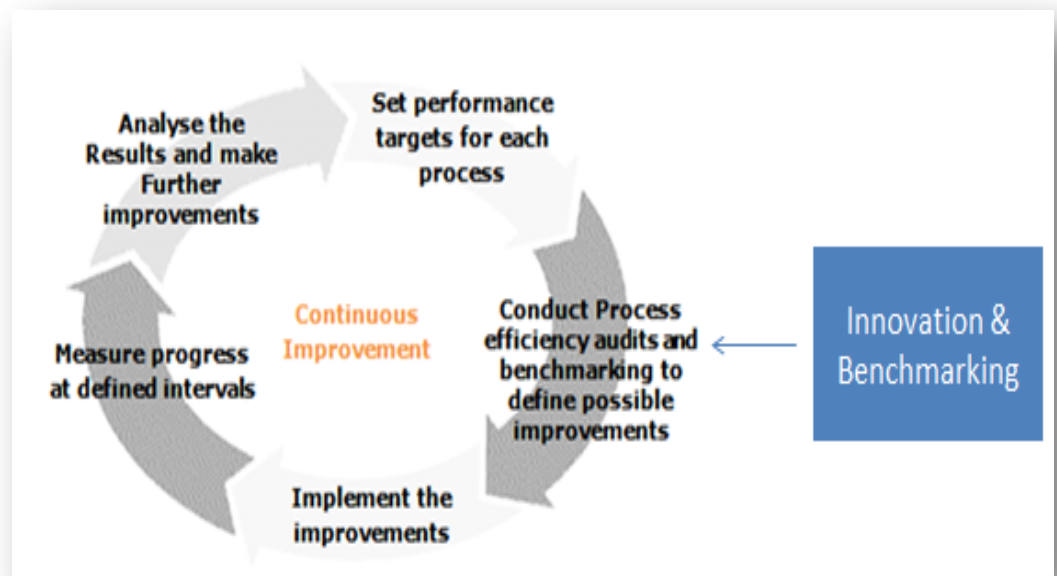 Set performance
targets for each
process
Conduct Process
efficiency audits and
benchmarking to
define possible
improvements
Implement the
improvements
Measure progress
at defined intervals
Analyse the
Results and make
Further
improvements
Continuous
Improvement
Innovation &
Benchmarking